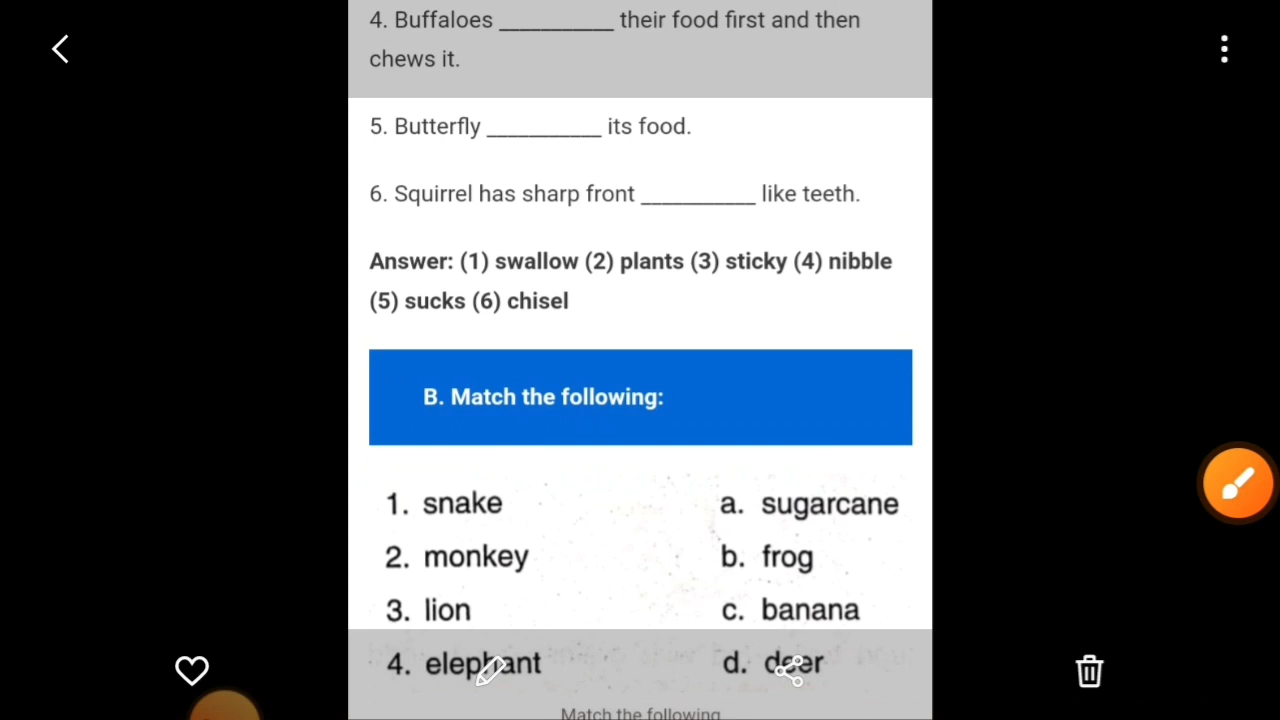 4. Buffaloes __________ their food first and then
chews it.
5. Butterfly __________ its food.
6. Squirrel has sharp front __________ like teeth.
Answer: (1) swallow (2) plants (3) sticky (4) nibble
(5) sucks (6) chisel
B. Match the following:
1. snake a. sugarcane
2. monkey b. frog
3. lion c. banana
4. elephant d. deer
Match the following